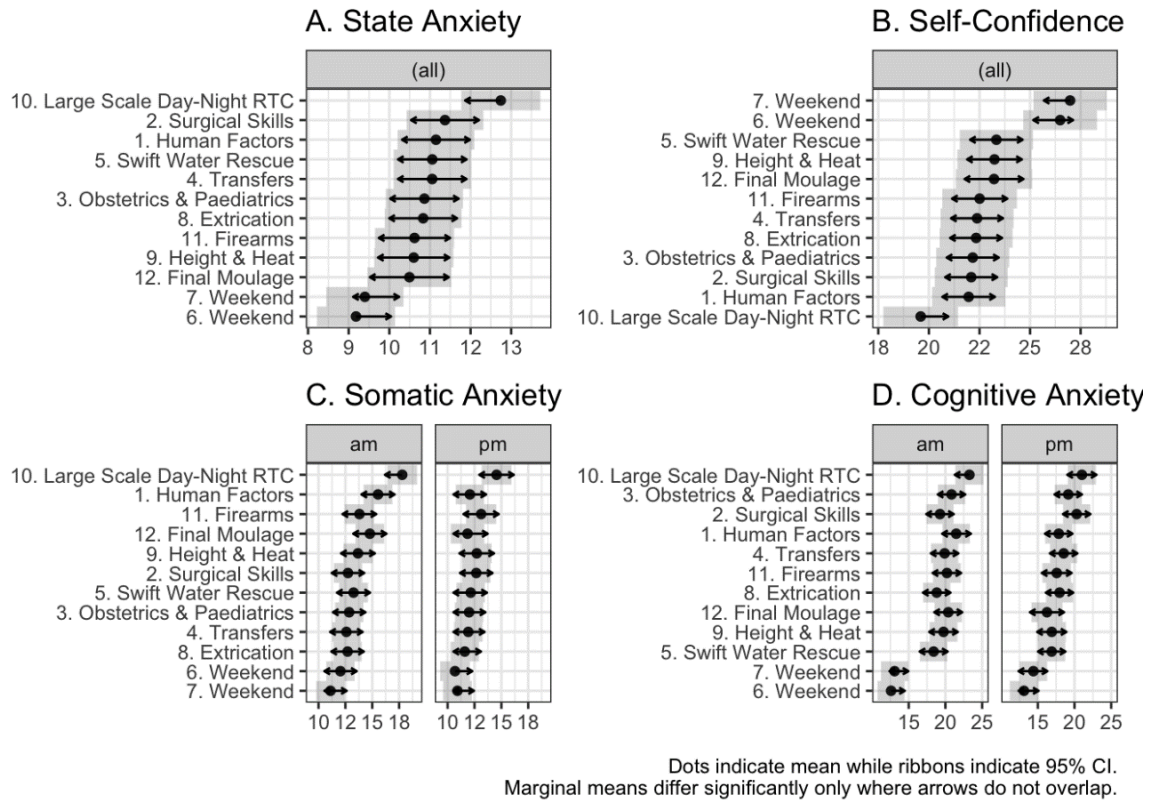 A. State Anxiety
(all)
10. Large Scale Day-Night RTC
2. Surgical Skills
1. Human Factors
5. Swift Water Rescue
4. Transfers
3. Obstetrics & Paediatrics
8. Extrication
11. Firearms
9. Height & Heat
12. Final Moulage
7. Weekend
6. Weekend
8 9 10 11 12 13
B. Self-Confidence
(all)
7. Weekend
6. Weekend
5. Swift Water Rescue
9. Height & Heat
12. Final Moulage
11. Firearms
4. Transfers
8. Extrication
3. Obstetrics & Paediatrics
2. Surgical Skills
1. Human Factors
10. Large Scale Day-Night RTC
18 20 22 25 28
C. Somatic Anxiety
am pm
10. Large Scale Day-Night RTC
1. Human Factors
11. Firearms
12. Final Moulage
9. Height & Heat
2. Surgical Skills
5. Swift Water Rescue
3. Obstetrics & Paediatrics
4. Transfers
8. Extrication
6. Weekend
7. Weekend
10 12 15 18 10 12 15 18
D. Cognitive Anxiety
am pm
10. Large Scale Day-Night RTC
3. Obstetrics & Paediatrics
2. Surgical Skills
1. Human Factors
4. Transfers
11. Firearms
8. Extrication
12. Final Moulage
9. Height & Heat
5. Swift Water Rescue
7. Weekend
6. Weekend
15 20 25 15 20 25
Dots indicate mean while ribbons indicate 95% CI.
Marginal means differ significantly only where arrows do not overlap.